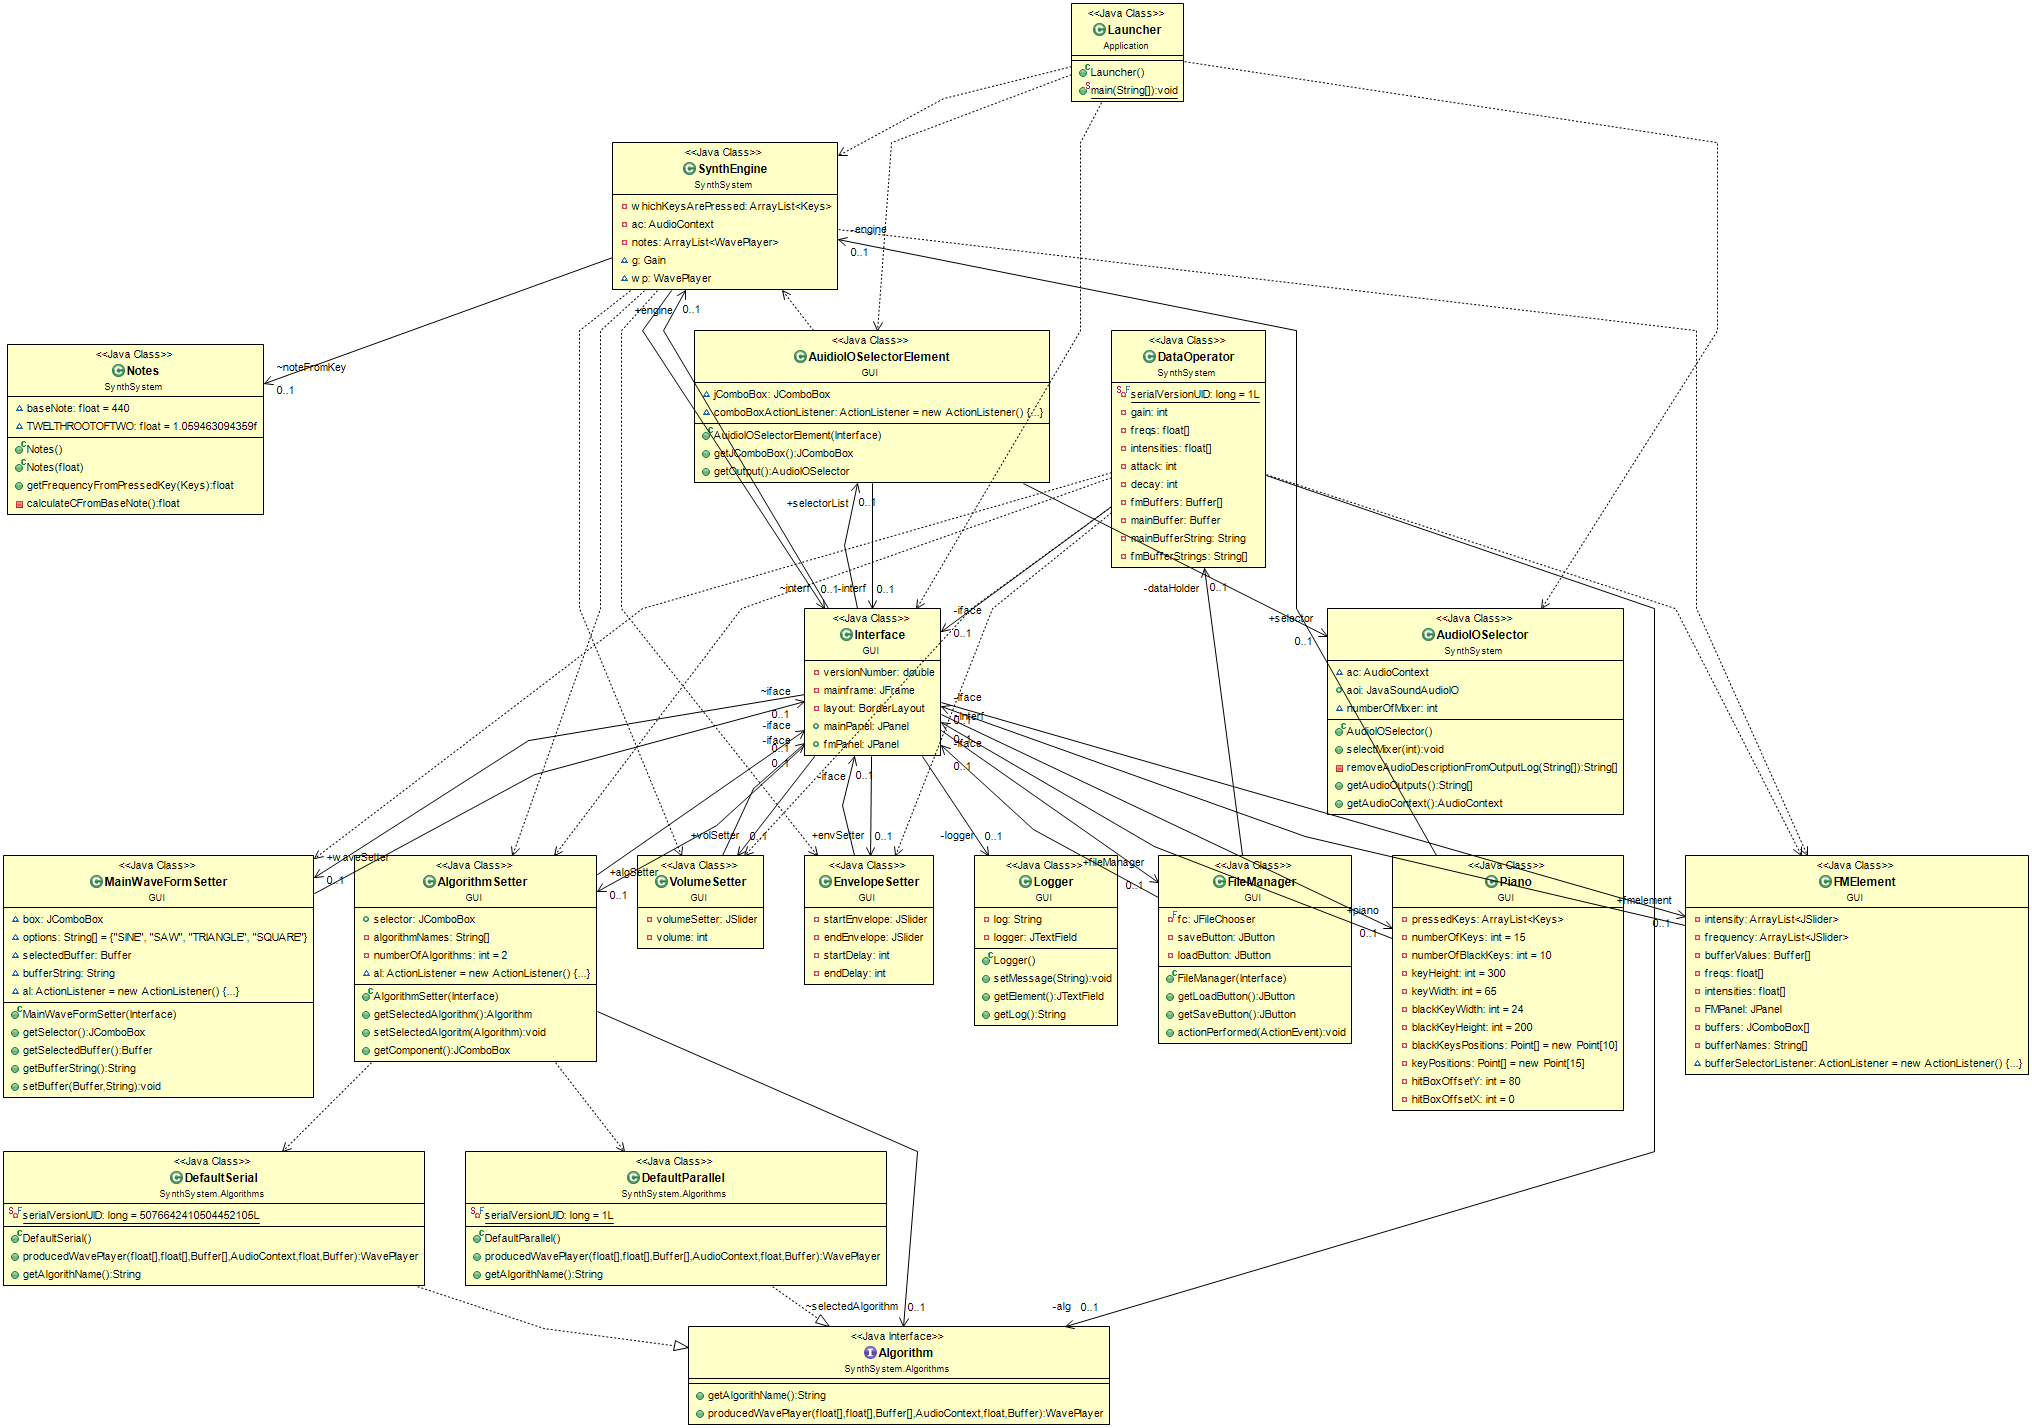 <<Java Class>>
Launcher
Application
Launcher()
main(String[]):void
<<Java Class>>
SynthEngine
SynthSystem
whichKeysArePressed: ArrayList<Keys>
ac: AudioContext
notes: ArrayList<WavePlayer>
g: Gain
wp: WavePlayer
-engine
0..1
+engine
0..1
~noteFromKey
0..1
<<Java Class>>
Notes
SynthSystem
baseNote: float = 440
TWELTHROOTOFTWO: float = 1.059463094359f
Notes()
Notes(float)
getFrequencyFromPressedKey(Keys):float
calculateCFromBaseNote():float
<<Java Class>>
AuidioIOSelectorElement
GUI
jComboBox: JComboBox
comboBoxActionListener: ActionListener = new ActionListener() {...}
AuidioIOSelectorElement(Interface)
getJComboBox():JComboBox
getOutput():AudioIOSelector
<<Java Class>>
DataOperator
SynthSystem
serialVersionUID: long = 1L
gain: int
freqs: float[]
intensities: float[]
attack: int
decay: int
fmBuffers: Buffer[]
mainBuffer: Buffer
mainBufferString: String
fmBufferStrings: String[]
+selectorList
0..1
~interf
0..1
-interf
0..1
-dataHolder
0..1
-iface
0..1
+selector
0..1
<<Java Class>>
Interface
GUI
versionNumber: double
mainframe: JFrame
layout: BorderLayout
mainPanel: JPanel
fmPanel: JPanel
<<Java Class>>
AudioIOSelector
SynthSystem
ac: AudioContext
aoi: JavaSoundAudioIO
numberOfMixer: int
AudioIOSelector()
selectMixer(int):void
removeAudioDescriptionFromOutputLog(String[]):String[]
getAudioOutputs():String[]
getAudioContext():AudioContext
~iface
0..1
-iface
0..1
-iface
0..1
-iface
0..1
-iface
0..1
-interf
0..1
-iface
0..1
+waveSetter
0..1
+algSetter
0..1
+volSetter
0..1
+envSetter
0..1
-logger
0..1
+fileManager
0..1
+piano
0..1
+fmelement
0..1
<<Java Class>>
MainWaveFormSetter
GUI
box: JComboBox
options: String[] = {"SINE", "SAW", "TRIANGLE", "SQUARE"}
selectedBuffer: Buffer
bufferString: String
al: ActionListener = new ActionListener() {...}
MainWaveFormSetter(Interface)
getSelector():JComboBox
getSelectedBuffer():Buffer
getBufferString():String
setBuffer(Buffer,String):void
<<Java Class>>
AlgorithmSetter
GUI
selector: JComboBox
algorithmNames: String[]
numberOfAlgorithms: int = 2
al: ActionListener = new ActionListener() {...}
AlgorithmSetter(Interface)
getSelectedAlgorithm():Algorithm
setSelectedAlgoritm(Algorithm):void
getComponent():JComboBox
<<Java Class>>
VolumeSetter
GUI
volumeSetter: JSlider
volume: int
<<Java Class>>
EnvelopeSetter
GUI
startEnvelope: JSlider
endEnvelope: JSlider
startDelay: int
endDelay: int
<<Java Class>>
Logger
GUI
log: String
logger: JTextField
Logger()
setMessage(String):void
getElement():JTextField
getLog():String
<<Java Class>>
FileManager
GUI
fc: JFileChooser
saveButton: JButton
loadButton: JButton
FileManager(Interface)
getLoadButton():JButton
getSaveButton():JButton
actionPerformed(ActionEvent):void
<<Java Class>>
Piano
GUI
pressedKeys: ArrayList<Keys>
numberOfKeys: int = 15
numberOfBlackKeys: int = 10
keyHeight: int = 300
keyWidth: int = 65
blackKeyWidth: int = 24
blackKeyHeight: int = 200
blackKeysPositions: Point[] = new Point[10]
keyPositions: Point[] = new Point[15]
hitBoxOffsetY: int = 80
hitBoxOffsetX: int = 0
<<Java Class>>
FMElement
GUI
intensity: ArrayList<JSlider>
frequency: ArrayList<JSlider>
bufferValues: Buffer[]
freqs: float[]
intensities: float[]
FMPanel: JPanel
buffers: JComboBox[]
bufferNames: String[]
bufferSelectorListener: ActionListener = new ActionListener() {...}
<<Java Class>>
DefaultSerial
SynthSystem.Algorithms
serialVersionUID: long = 5076642410504452105L
DefaultSerial()
producedWavePlayer(float[],float[],Buffer[],AudioContext,float,Buffer):WavePlayer
getAlgorithName():String
<<Java Class>>
DefaultParallel
SynthSystem.Algorithms
serialVersionUID: long = 1L
DefaultParallel()
producedWavePlayer(float[],float[],Buffer[],AudioContext,float,Buffer):WavePlayer
getAlgorithName():String
~selectedAlgorithm
0..1
-alg
0..1
<<Java Interface>>
Algorithm
SynthSystem.Algorithms
getAlgorithName():String
producedWavePlayer(float[],float[],Buffer[],AudioContext,float,Buffer):WavePlayer